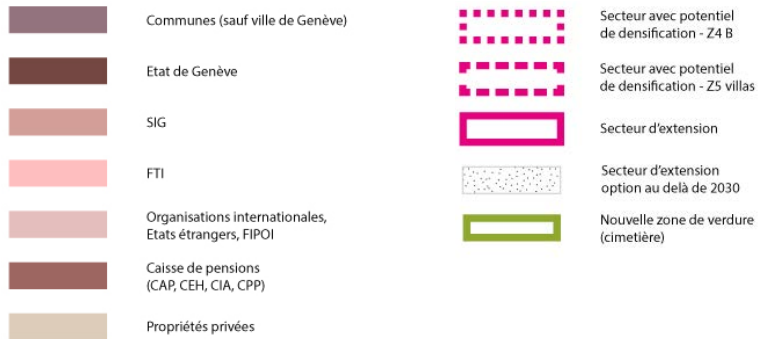 Communes (sauf ville de Genève)
Etat de Genève
SIG
FTI
Organisations internationales,
Etats étrangers, FIPOI
Caisse de pensions
(CAP, CEH, CIA, CPP)
Propriétés privées
Secteur avec potentiel
de densification - Z4 B
Secteur avec potentiel
de densification - Z5 villas
Secteur d'extension
Secteur d'extension
option au delà de 2030
Nouvelle zone de verdure
(cimetière)